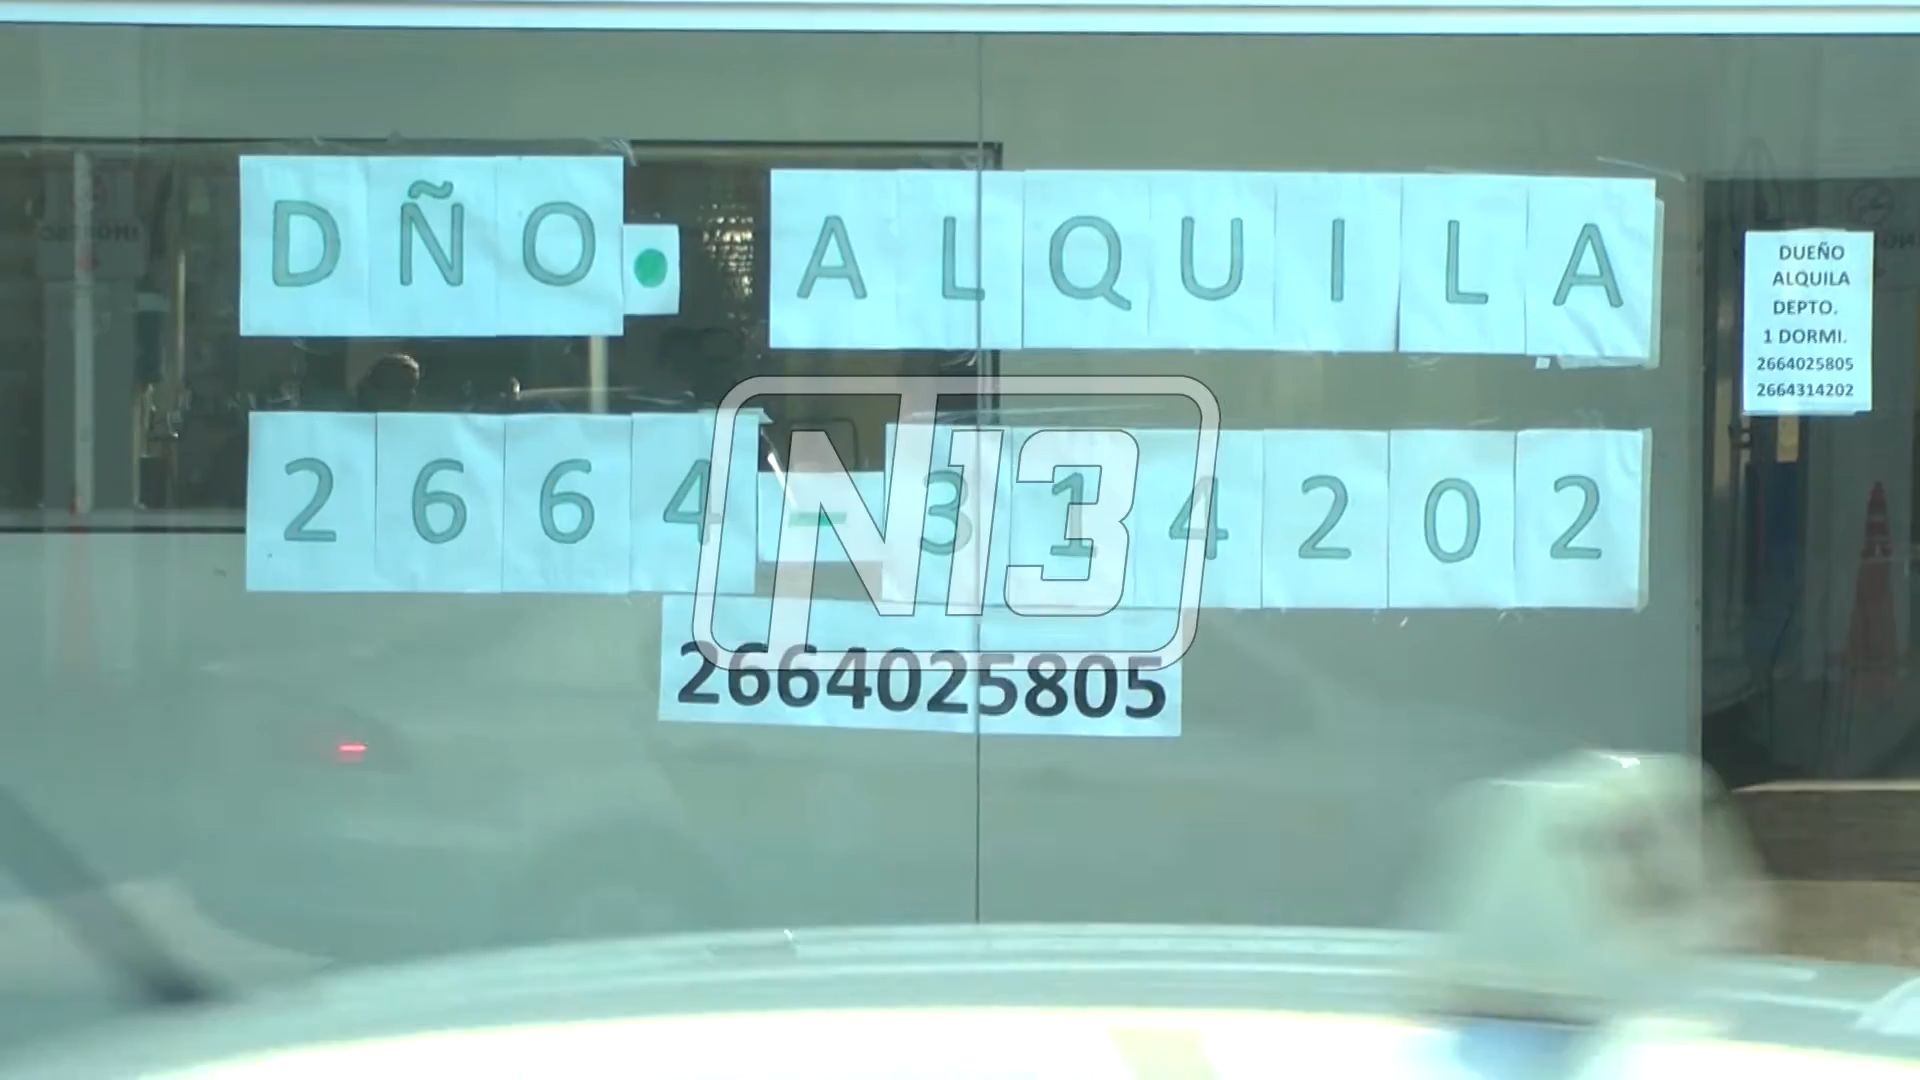 DÑO. ALQUILA
2664-314202
2664025805
DUEÑO
ALQUILA
DEPTO.
1 DORMI.
2664025805
2664314202
N13